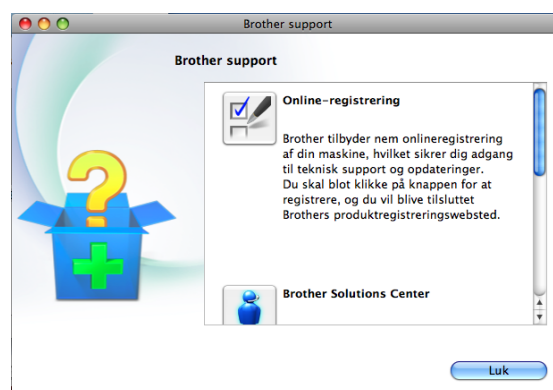 Brother support
Brother support
Online-registrering
Brother tilbyder nem onlineregistrering
af din maskine, hvilket sikrer dig adgang
til teknisk support og opdateringer.
Du skal blot klikke på knappen for at
registrere, og du vil blive tilsluttet
Brothers produktregistreringswebsted.
Brother Solutions Center
Luk